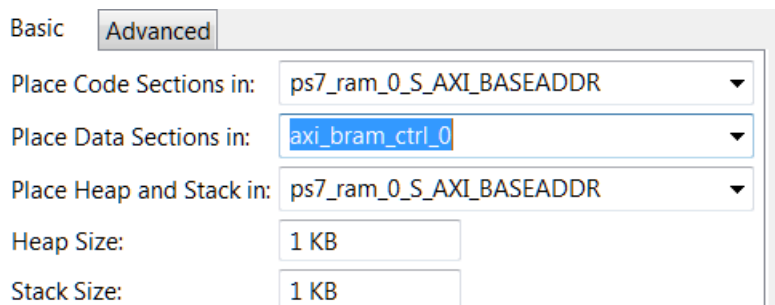 Basic Advanced
Place Code Sections in: ps7_ram_0_S_AXI_BASEADDR
Place Data Sections in: axi_bram_ctrl_0
Place Heap and Stack in: ps7_ram_0_S_AXI_BASEADDR
Heap Size: 1 KB
Stack Size: 1 KB